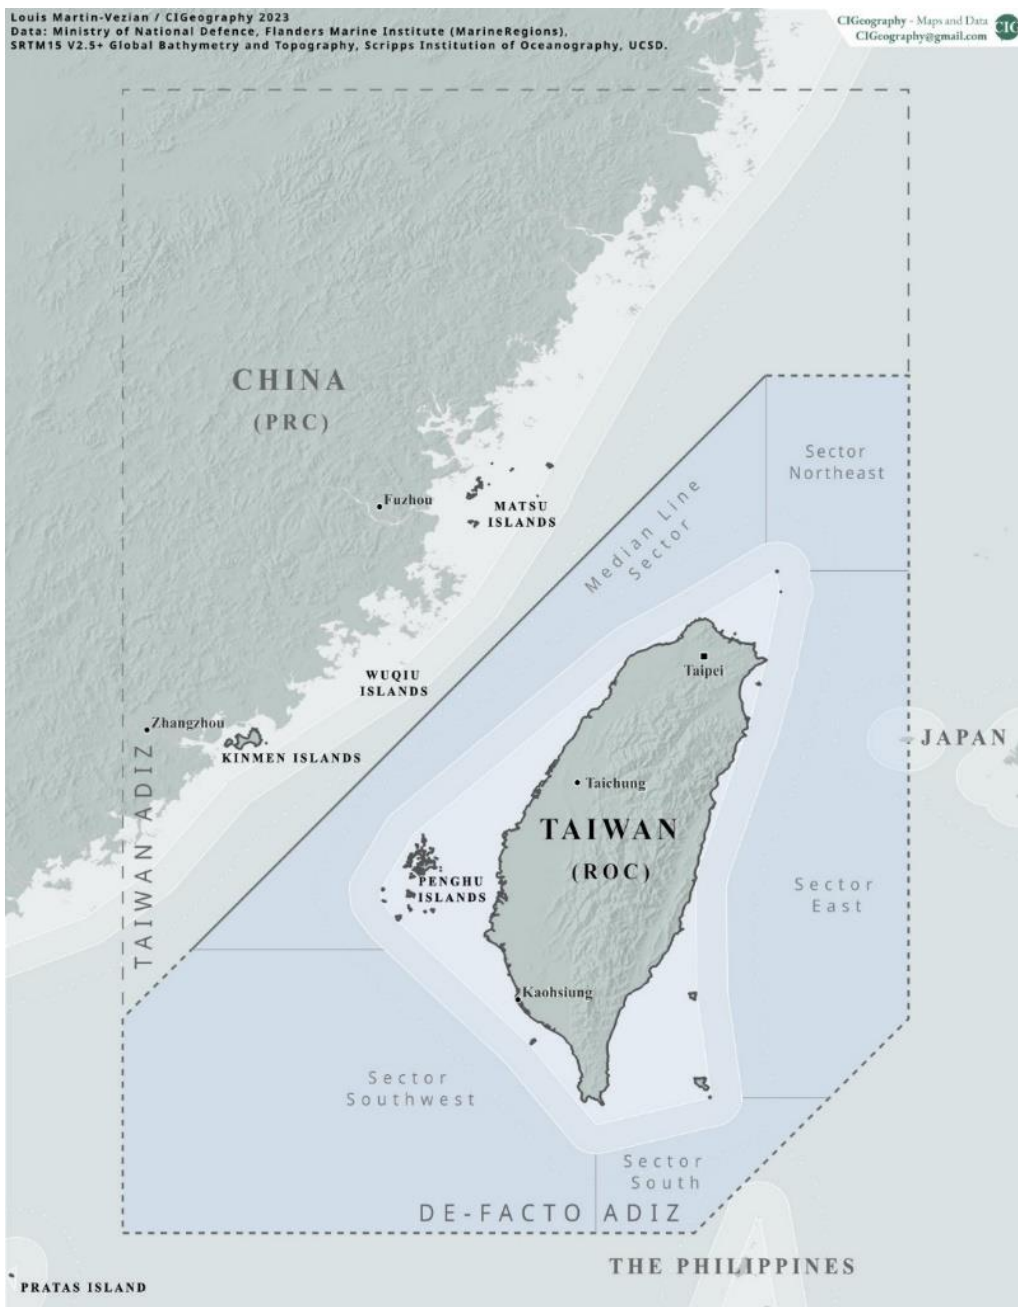 Louis Martin-Vezian / CIGeography 2023
Data: Ministry of National Defence, Flanders Marine Institute (MarineRegions),
SRTM15 V2.5+ Global Bathymetry and Topography, Scripps Institution of Oceanography, UCSD.
CIGeography - Maps and Data
CIGeography@gmail.com
CIG
CHINA
(PRC)
Sector
Northeast
Fuzhou
MATSU
ISLANDS
Median Line
Sector
Taipei
WUQIU
ISLANDS
Zhangzhou
KINMEN ISLANDS
JAPAN
TAIWAN ADIZ
Taichung
TAIWAN
(ROC)
PENGHU
ISLANDS
Sector
East
Kaohsiung
Sector
Southwest
Sector
South
DE-FACTO ADIZ
THE PHILIPPINES
PRATAS ISLAND